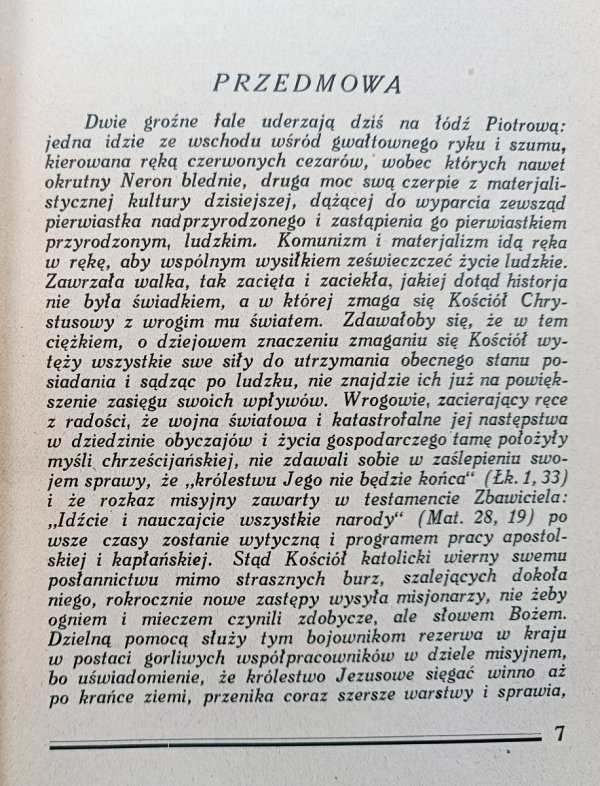 PRZEDMOWA
Dwie groźne fale uderzają dziś na łódź Piotrową:
jedna idzie ze wschodu wśród gwałtownego ryku i szumu,
kierowana ręką czerwonych cezarów, wobec których nawet
okrutny Neron blednie, druga moc swą czerpie z materjali-
stycznej kultury dzisiejszej, dążącej do wyparcia zewsząd
pierwiastka nadprzyrodzonego i zastąpienia go pierwiastkiem
przyrodzonym, ludzkim. Komunizm i materjalizm idą ręka
w rękę, aby wspólnym wysiłkiem ześwieczczeć życie ludzkie.
Zawrzała walka, tak zacięta i zaciekła, jakiej dotąd historja
nie była świadkiem, a w której zmaga się Kościół Chry-
stusowy z wrogim mu światem. Zdawałoby się, że w tem
ciężkiem, o dziejowem znaczeniu zmaganiu się Kościół wy-
tęży wszystkie swe siły do utrzymania obecnego stanu po-
siadania i sądząc po ludzku, nie znajdzie ich już na powięk-
szenie zasięgu swoich wpływów. Wrogowie, zacierający ręce
z radości, że wojna światowa i katastrofalne jej następstwa
w dziedzinie obyczajów i życia gospodarczego tamę położyły
myśli chrześcijańskiej, nie zdawali sobie w zaślepieniu swo-
jem sprawy, że „królestwu Jego nie będzie końca“ (Łk. 1, 33)
i że rozkaz misyjny zawarty w testamencie Zbawiciela:
„Idźcie i nauczajcie wszystkie narody“ (Mat. 28, 19) po
wsze czasy zostanie wytyczną i programem pracy apostol-
skiej i kapłańskiej. Stąd Kościół katolicki wierny swemu
posłannictwu mimo strasznych burz, szalejących dokoła
niego, rokrocznie nowe zastępy wysyła misjonarzy, nie żeby
ogniem i mieczem czynili zdobycze, ale słowem Bożem.
Dzielną pomocą służy tym bojownikom rezerwa w kraju
w postaci gorliwych współpracowników w dziele misyjnem,
bo uświadomienie, że królestwo Jezusowe sięgać winno aż
po krańce ziemi, przenika coraz szersze warstwy i sprawia,
7